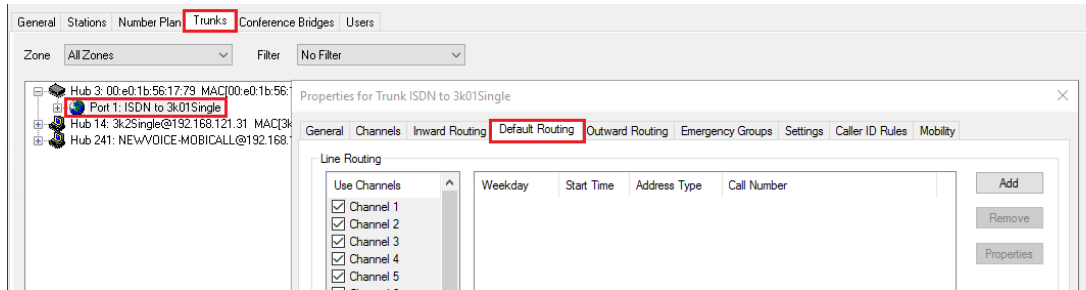 General Stations Number Plan Trunks Conference Bridges Users
Zone All Zones Filter No Filter
Hub 3: 00:e0:1b:56:17:79 MAC[00:e0:1b:56:1
Port 1: ISDN to 3k01Single
Hub 14: 3k2Single@192.168.121.31 MAC[3k
Hub 241: NEWVOICE-MOBICALL@192.168.1
Properties for Trunk ISDN to 3k01Single
General Channels Inward Routing Default Routing Outward Routing Emergency Groups Settings Caller ID Rules Mobility
Line Routing
Use Channels Weekday Start Time Address Type Call Number Add
Channel 1
Channel 2 Remove
Channel 3
Channel 4 Properties
Channel 5